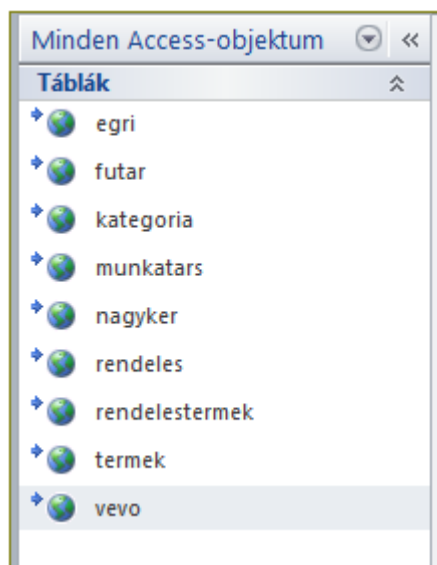 Minden Access-objektum
Táblák
egri
futar
kategoria
munkatars
nagyker
rendeles
rendelestermek
termek
vevo